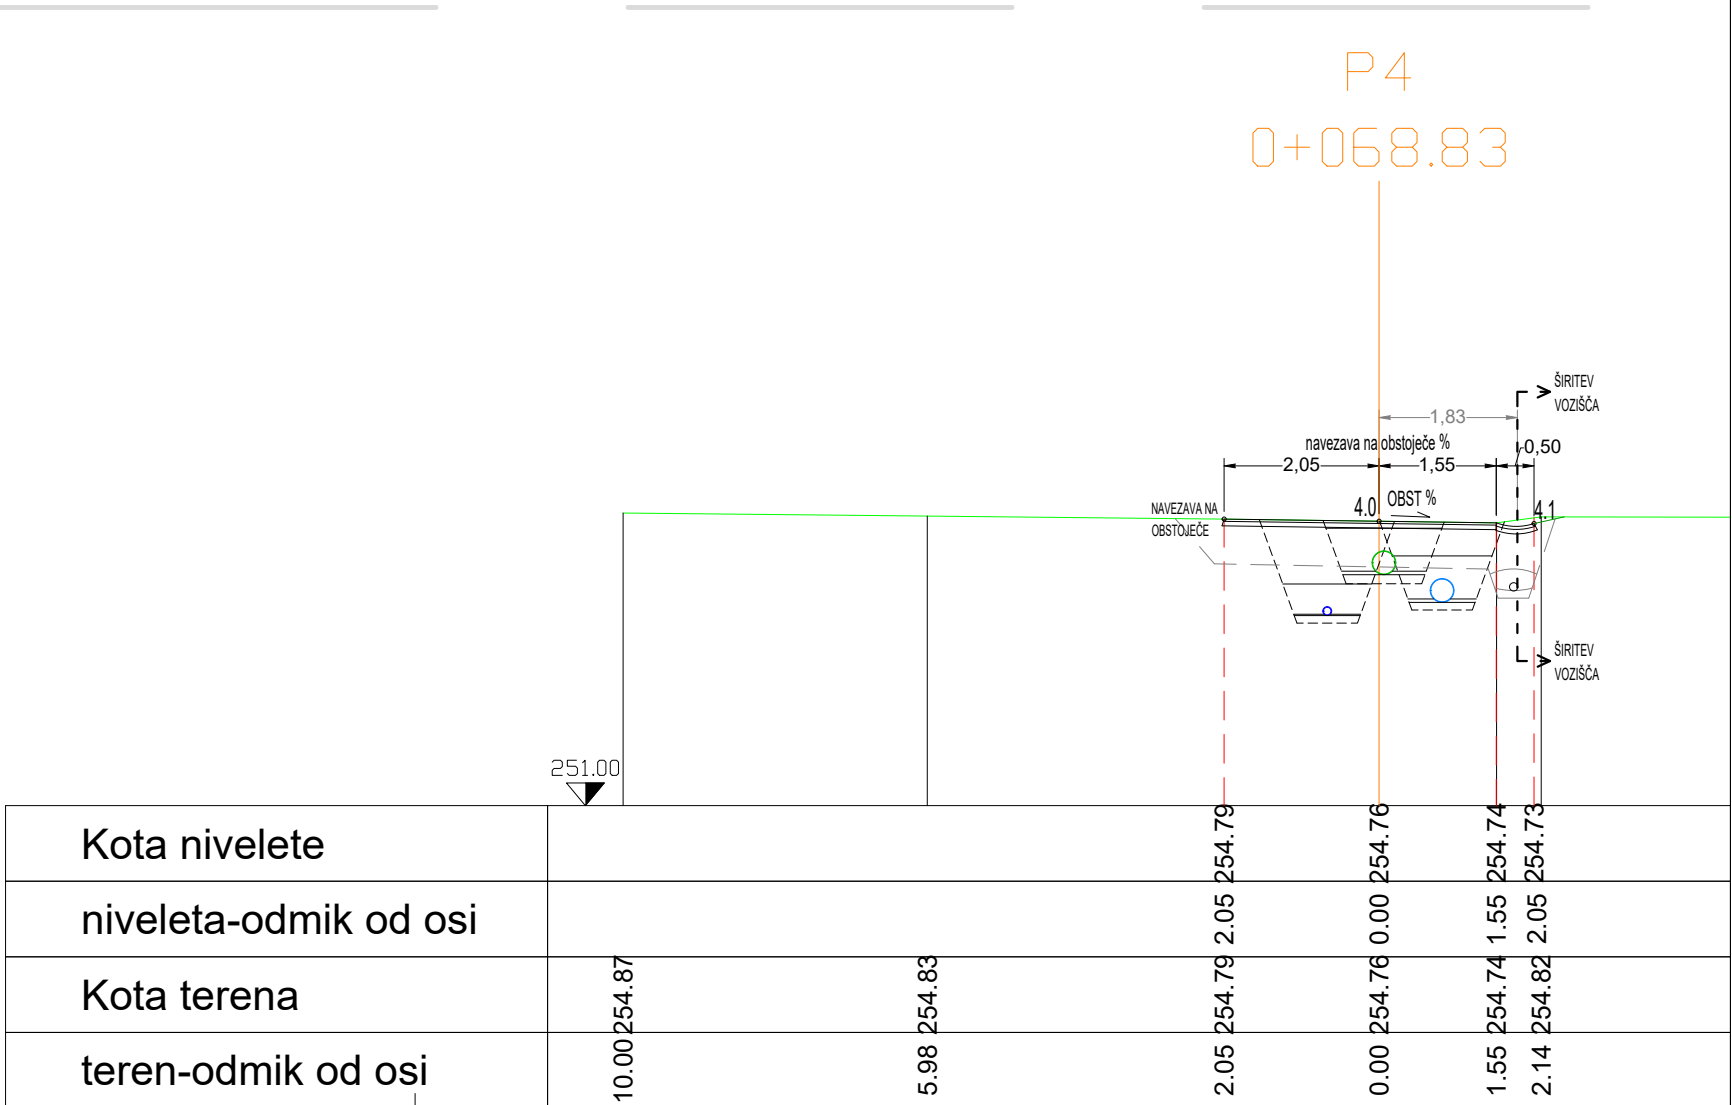 P4
0+068.83
ŠIRITEV
VOZIŠČA
1,83
navezava na obstoječe %
0,50
2,05
1,55
4.0
OBST %
4.1
NAVEZAVA NA
OBSTOJEČE
ŠIRITEV
VOZIŠČA
251.00
Kota nivelete 254.79 254.76 254.74 254.73
niveleta-odmik od osi 2.05 0.00 1.55 2.05
Kota terena 254.87 254.83 254.79 254.76 254.74 254.82
teren-odmik od osi 10.00 5.98 2.05 0.00 1.55 2.14